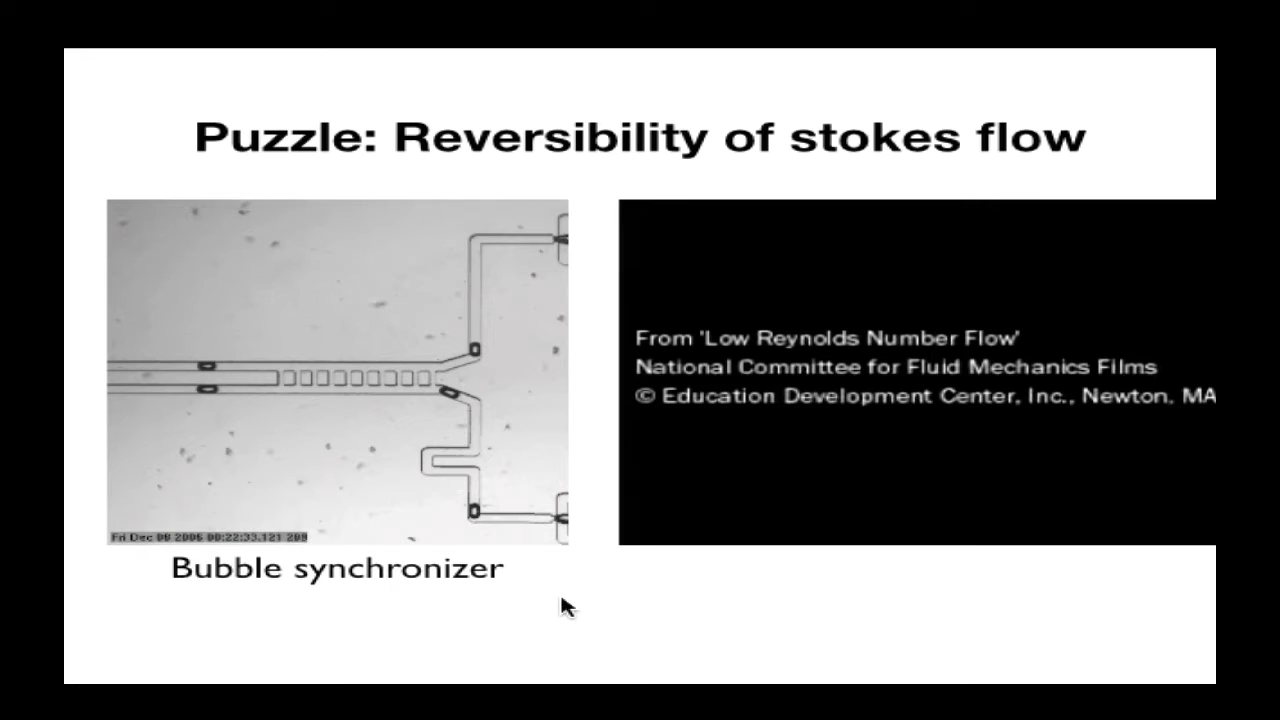 Puzzle: Reversibility of stokes flow
From 'Low Reynolds Number Flow'
National Committee for Fluid Mechanics Films
© Education Development Center, Inc., Newton, MA
Fri Dec 08 2006 00:22:33.121 209
Bubble synchronizer